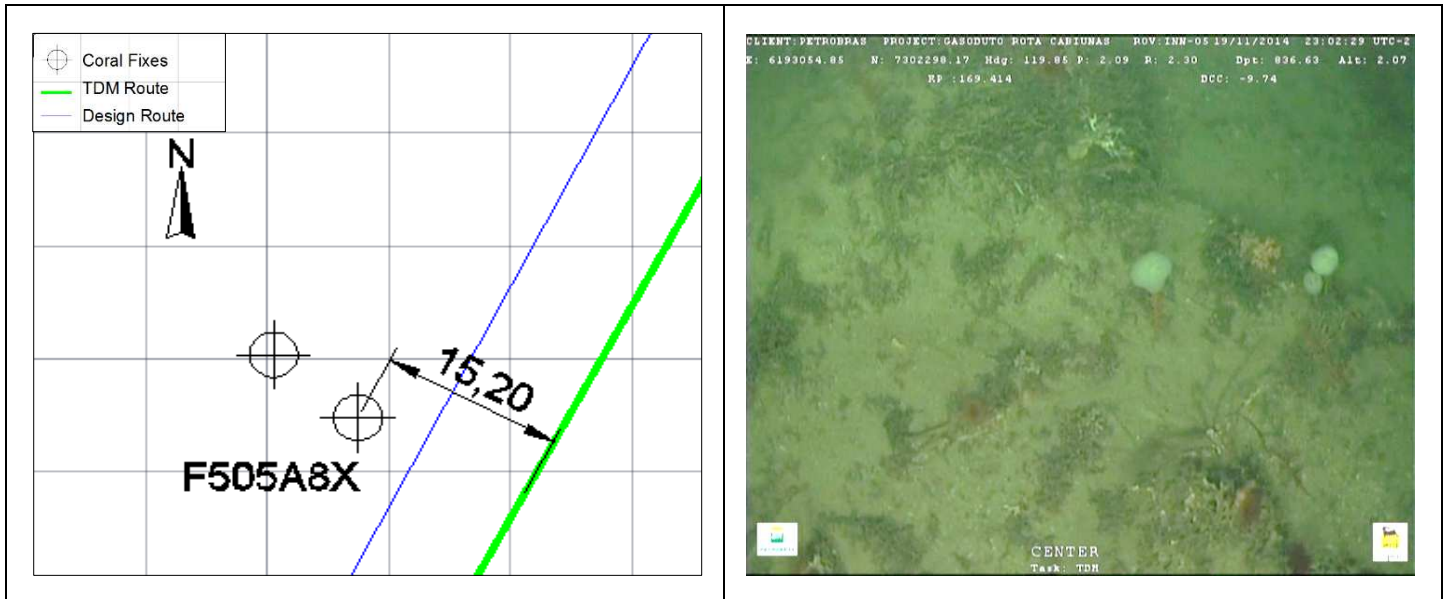 Coral Fixes
TDM Route
Design Route
N
15,20
F505A8X
CLIENT:PETROBRAS PROJECT:GASODUTO ROTA CABIUNAS ROV:INN-05 19/11/2014 23:02:29 UTC-2
E: 6193054.85 N: 7302298.17 Hdg: 119.85 P: 2.09 R: 2.30 Dpt: 836.63 Alt: 2.07
RP :169.414 DCC: -9.74
CENTER
Task: TDM